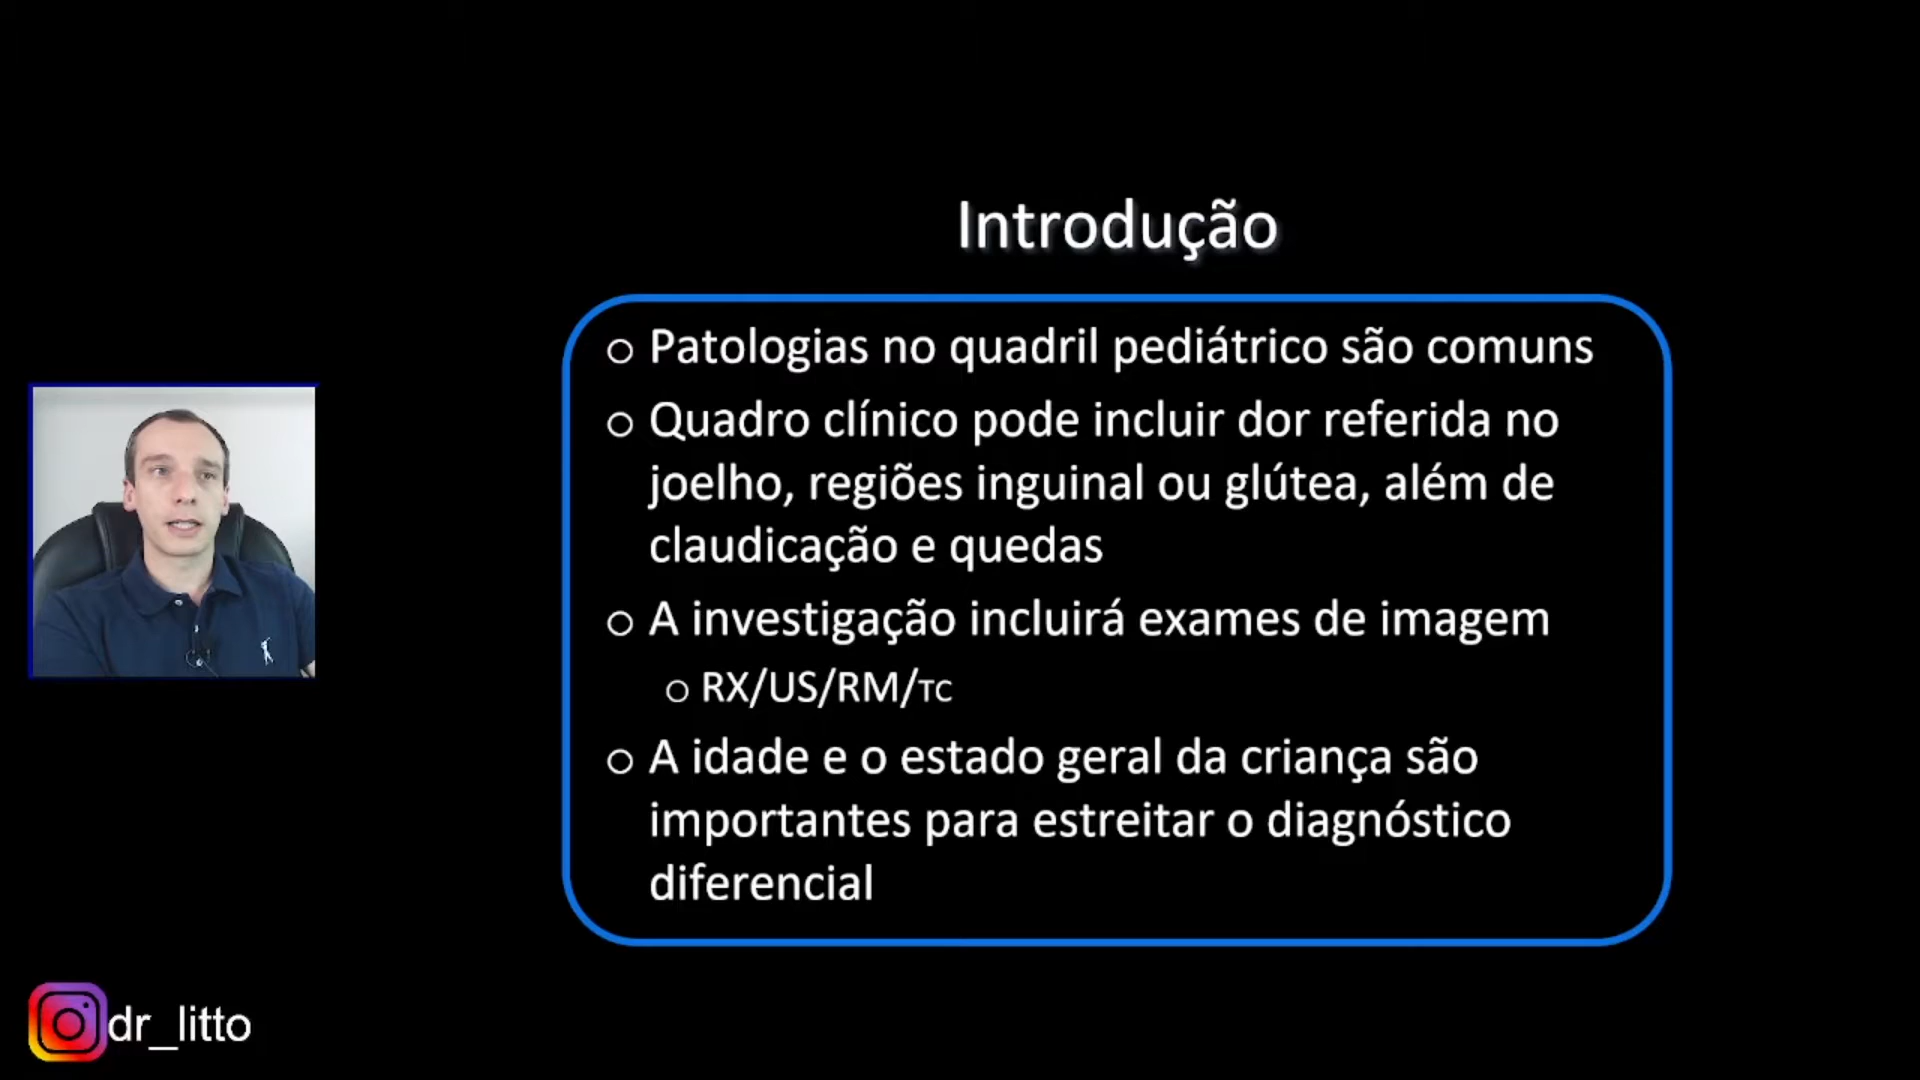 Introdução
o Patologias no quadril pediátrico são comuns
o Quadro clínico pode incluir dor referida no
joelho, regiões inguinal ou glútea, além de
claudicação e quedas
o A investigação incluirá exames de imagem
o RX/US/RM/TC
o A idade e o estado geral da criança são
importantes para estreitar o diagnóstico
diferencial
dr_litto